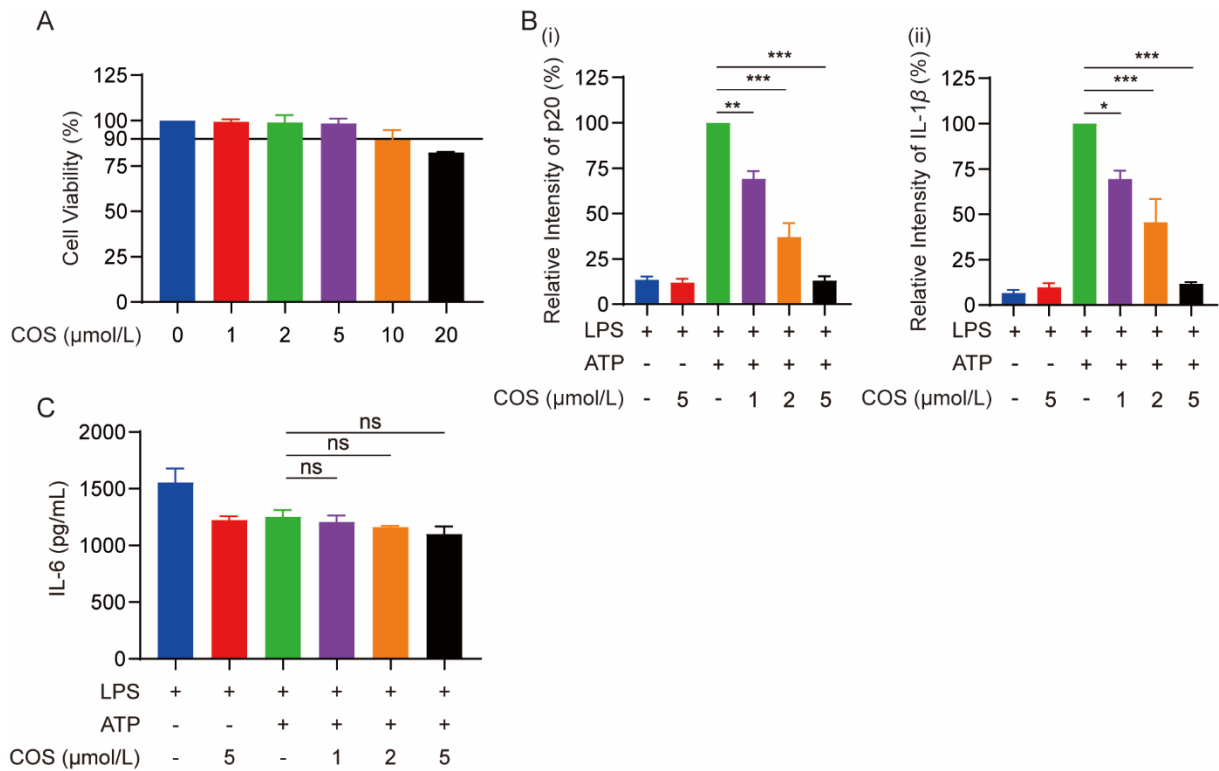 A
Cell Viability (%)
125
100
90
75
50
25
0
COS (μmol/L) 0 1 2 5 10 20
B
(i)
Relative Intensity of p20 (%)
125
100
75
50
25
0
***
***
**
LPS + + + + + +
ATP - - + + + +
COS (μmol/L) - 5 - 1 2 5
(ii)
Relative Intensity of IL-1β (%)
125
100
75
50
25
0
***
***
*
LPS + + + + + +
ATP - - + + + +
COS (μmol/L) - 5 - 1 2 5
C
IL-6 (pg/mL)
2000
1500
1000
500
0
ns
ns
ns
LPS + + + + + +
ATP - - + + + +
COS (μmol/L) - 5 - 1 2 5